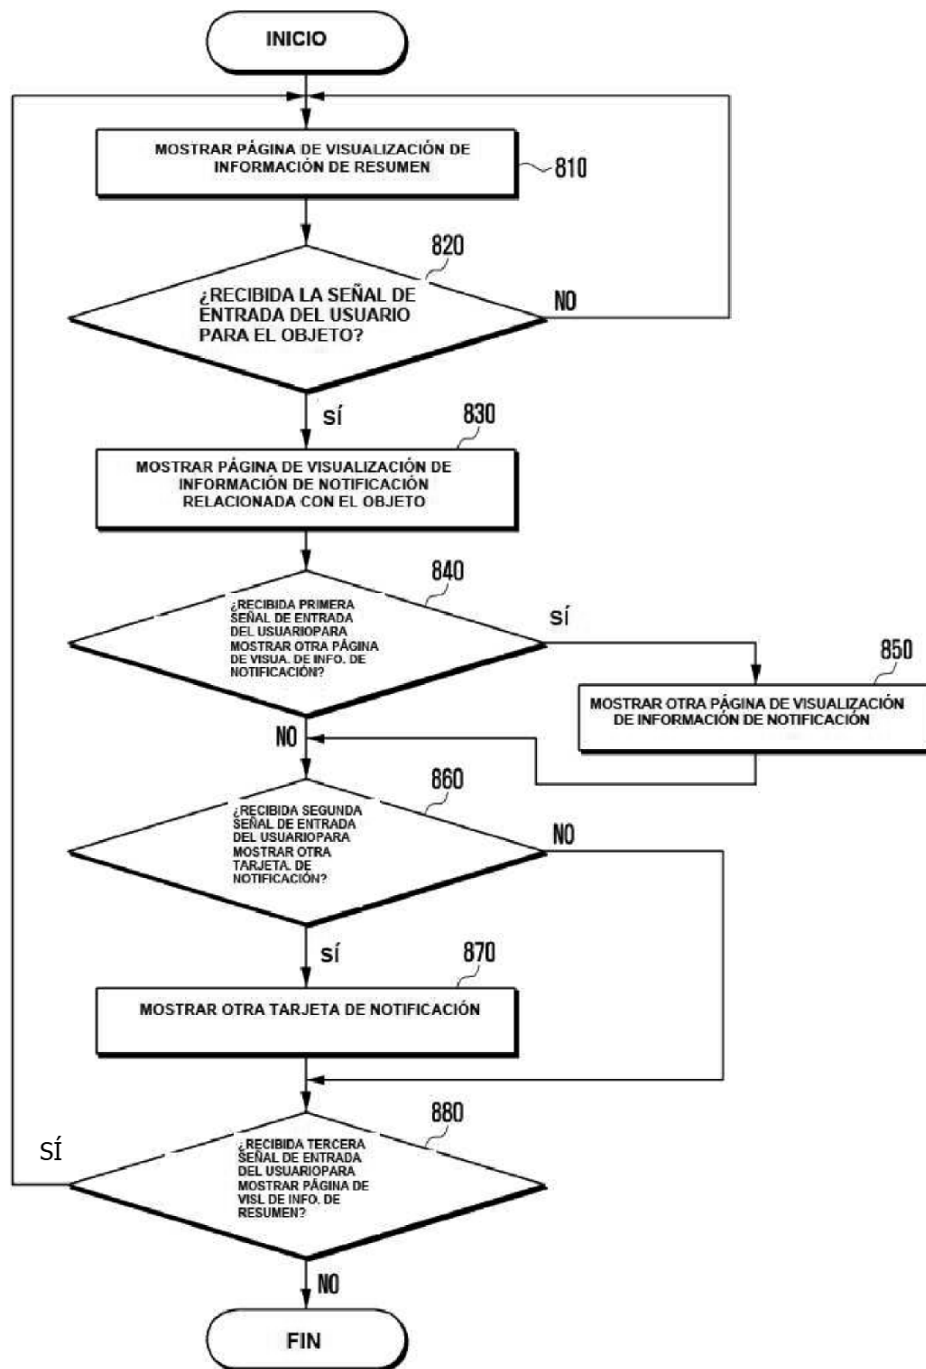 INICIO
MOSTRAR PÁGINA DE VISUALIZACIÓN DE
INFORMACIÓN DE RESUMEN
810
820
¿RECIBIDA LA SEÑAL DE
ENTRADA DEL USUARIO
PARA EL OBJETO?
NO
SÍ
830
MOSTRAR PÁGINA DE VISUALIZACIÓN DE
INFORMACIÓN DE NOTIFICACIÓN
RELACIONADA CON EL OBJETO
840
¿RECIBIDA PRIMERA
SEÑAL DE ENTRADA
DEL USUARIOPARA
MOSTRAR OTRA PÁGINA
DE VISUA. DE INFO. DE
NOTIFICACIÓN?
SÍ
850
MOSTRAR OTRA PÁGINA DE VISUALIZACIÓN
DE INFORMACIÓN DE NOTIFICACIÓN
NO
860
¿RECIBIDA SEGUNDA
SEÑAL DE ENTRADA
DEL USUARIOPARA
MOSTRAR OTRA
TARJETA. DE
NOTIFICACIÓN?
NO
SÍ
870
MOSTRAR OTRA TARJETA DE NOTIFICACIÓN
880
SÍ
¿RECIBIDA TERCERA
SEÑAL DE ENTRADA
DEL USUARIOPARA
MOSTRAR PÁGINA DE
VISL DE INFO. DE
RESUMEN?
NO
FIN